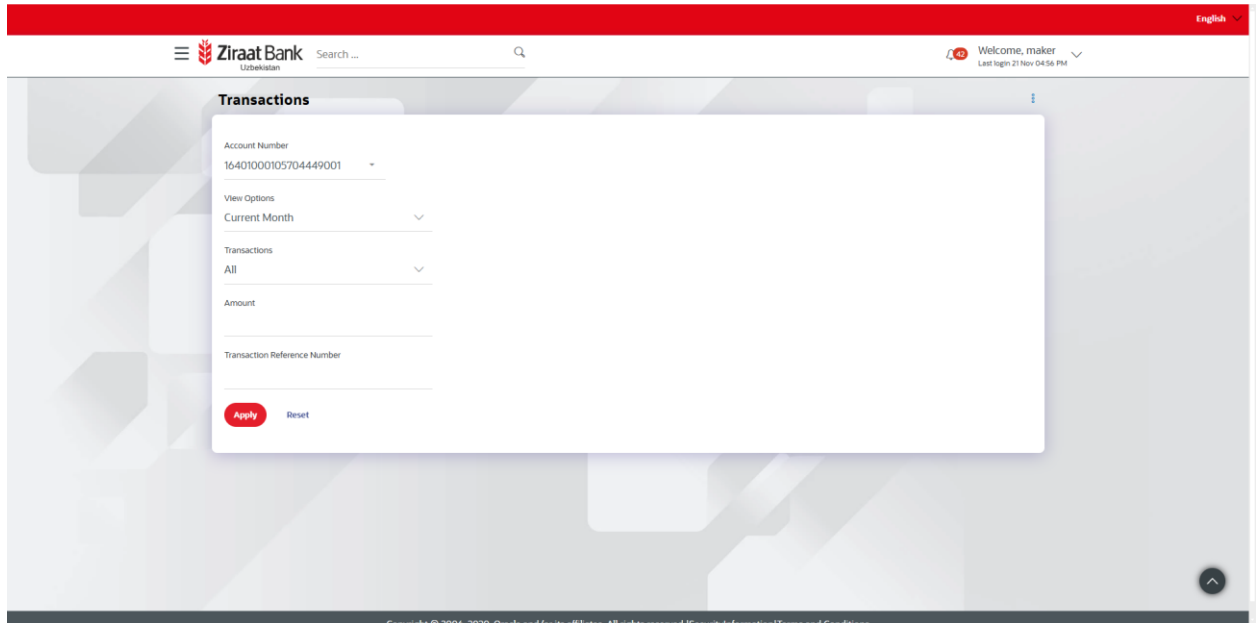 English
Ziraat Bank
Uzbekistan
Search ...
42
Welcome, maker
Last login 21 Nov 04:56 PM
Transactions
Account Number
16401000105704449001
View Options
Current Month
Transactions
All
Amount
Transaction Reference Number
Apply Reset